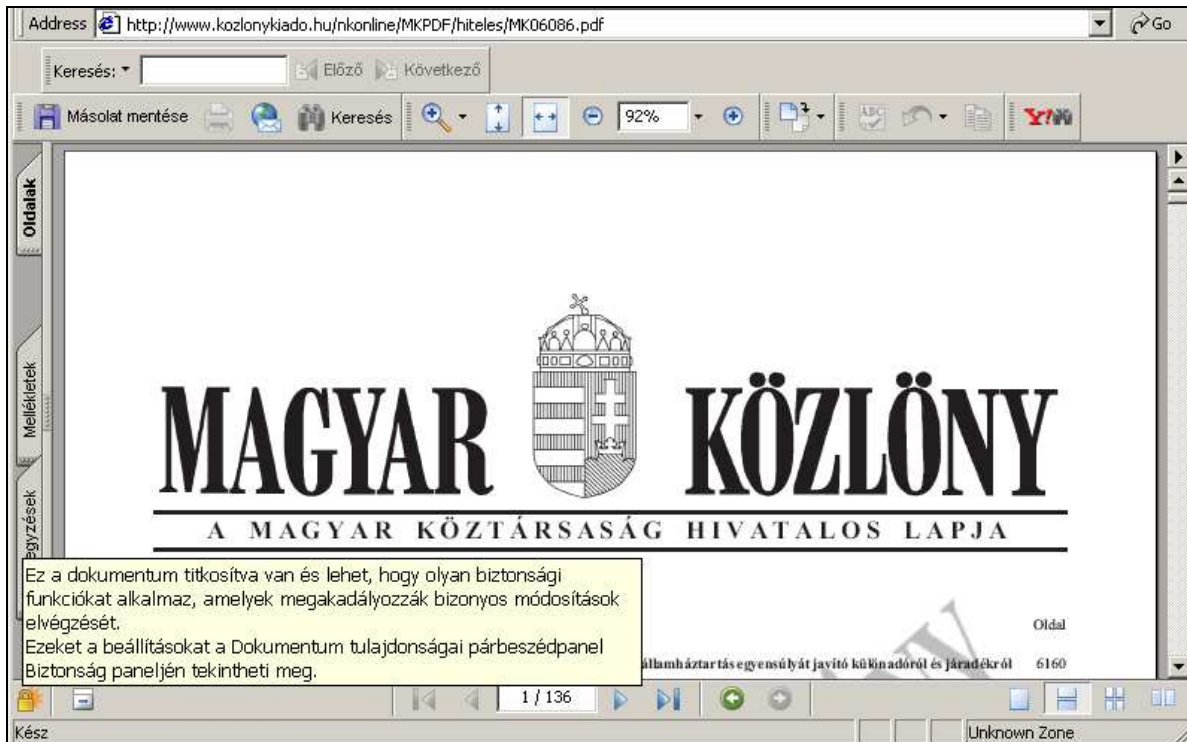 Address http://www.kozlonykiado.hu/nkonline/MKPDF/hiteles/MK06086.pdf Go
Keresés: Előző Következő
Másolat mentése Keresés 92% ABC Y!
Oldalak
Mellékletek
egyzések
MAGYAR KÖZLÖNY
A MAGYAR KÖZTÁRSASÁG HIVATALOS LAPJA
Ez a dokumentum titkosítva van és lehet, hogy olyan biztonsági
funkciókat alkalmaz, amelyek megakadályozzák bizonyos módosítások
elvégzését.
Ezeket a beállításokat a Dokumentum tulajdonságai párbeszédpanel
Biztonság paneljén tekintheti meg.
Oldal
államháztartás egyensúlyát javító különadóról és járadékról 6160
1 / 136
Kész Unknown Zone